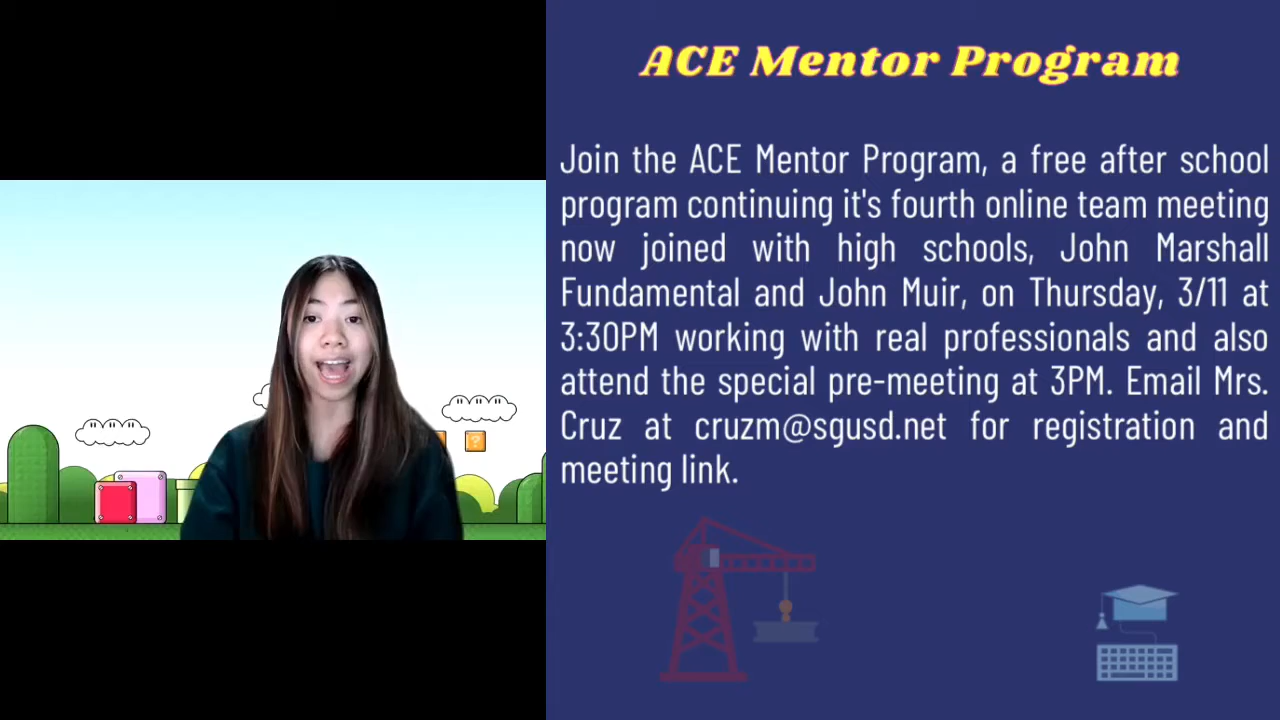 ACE Mentor Program
Join the ACE Mentor Program, a free after school
program continuing it's fourth online team meeting
now joined with high schools, John Marshall
Fundamental and John Muir, on Thursday, 3/11 at
3:30PM working with real professionals and also
attend the special pre-meeting at 3PM. Email Mrs.
Cruz at cruzm@sgusd.net for registration and
meeting link.
?